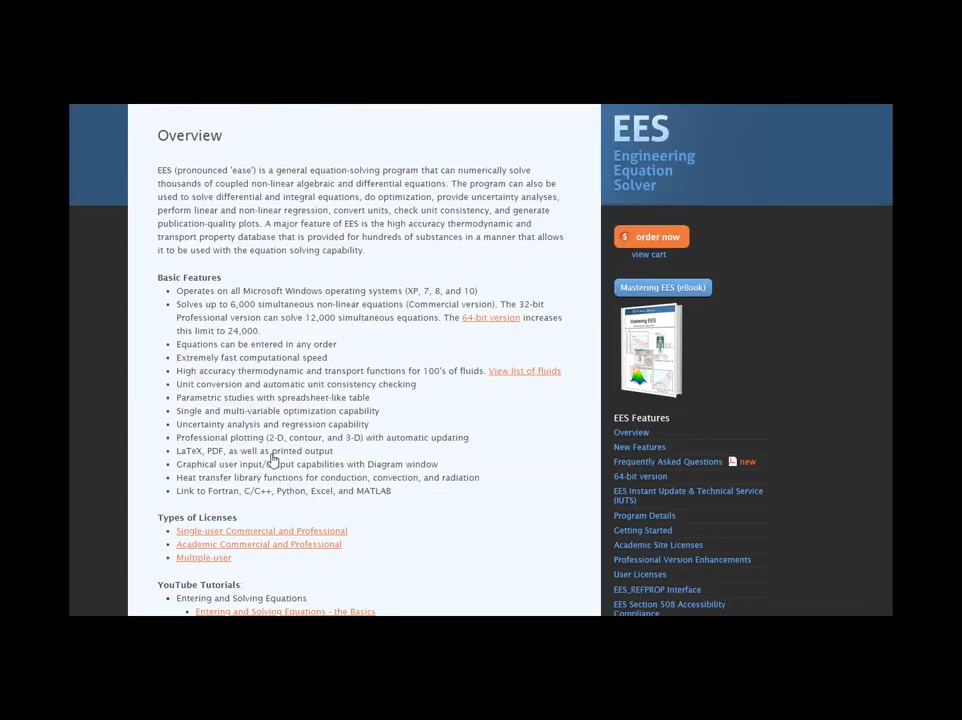 Overview
EES (pronounced 'ease') is a general equation-solving program that can numerically solve
thousands of coupled non-linear algebraic and differential equations. The program can also be
used to solve differential and integral equations, do optimization, provide uncertainty analyses,
perform linear and non-linear regression, convert units, check unit consistency, and generate
publication-quality plots. A major feature of EES is the high accuracy thermodynamic and
transport property database that is provided for hundreds of substances in a manner that allows
it to be used with the equation solving capability.
Basic Features
• Operates on all Microsoft Windows operating systems (XP, 7, 8, and 10)
• Solves up to 6,000 simultaneous non-linear equations (Commercial version). The 32-bit
Professional version can solve 12,000 simultaneous equations. The 64-bit version increases
this limit to 24,000.
• Equations can be entered in any order
• Extremely fast computational speed
• High accuracy thermodynamic and transport functions for 100's of fluids. View list of fluids
• Unit conversion and automatic unit consistency checking
• Parametric studies with spreadsheet-like table
• Single and multi-variable optimization capability
• Uncertainty analysis and regression capability
• Professional plotting (2-D, contour, and 3-D) with automatic updating
• LaTeX, PDF, as well as printed output
• Graphical user input/output capabilities with Diagram window
• Heat transfer library functions for conduction, convection, and radiation
• Link to Fortran, C/C++, Python, Excel, and MATLAB
Types of Licenses
• Single-user Commercial and Professional
• Academic Commercial and Professional
• Multiple-user
YouTube Tutorials:
• Entering and Solving Equations
• Entering and Solving Equations - the Basics
EES
Engineering
Equation
Solver
$ order now
view cart
Mastering EES (eBook)
Mastering EES
EES Features
Overview
New Features
Frequently Asked Questions new
64-bit version
EES Instant Update & Technical Service
(IUTS)
Program Details
Getting Started
Academic Site Licenses
Professional Version Enhancements
User Licenses
EES_REFPROP Interface
EES Section 508 Accessibility
Compliance